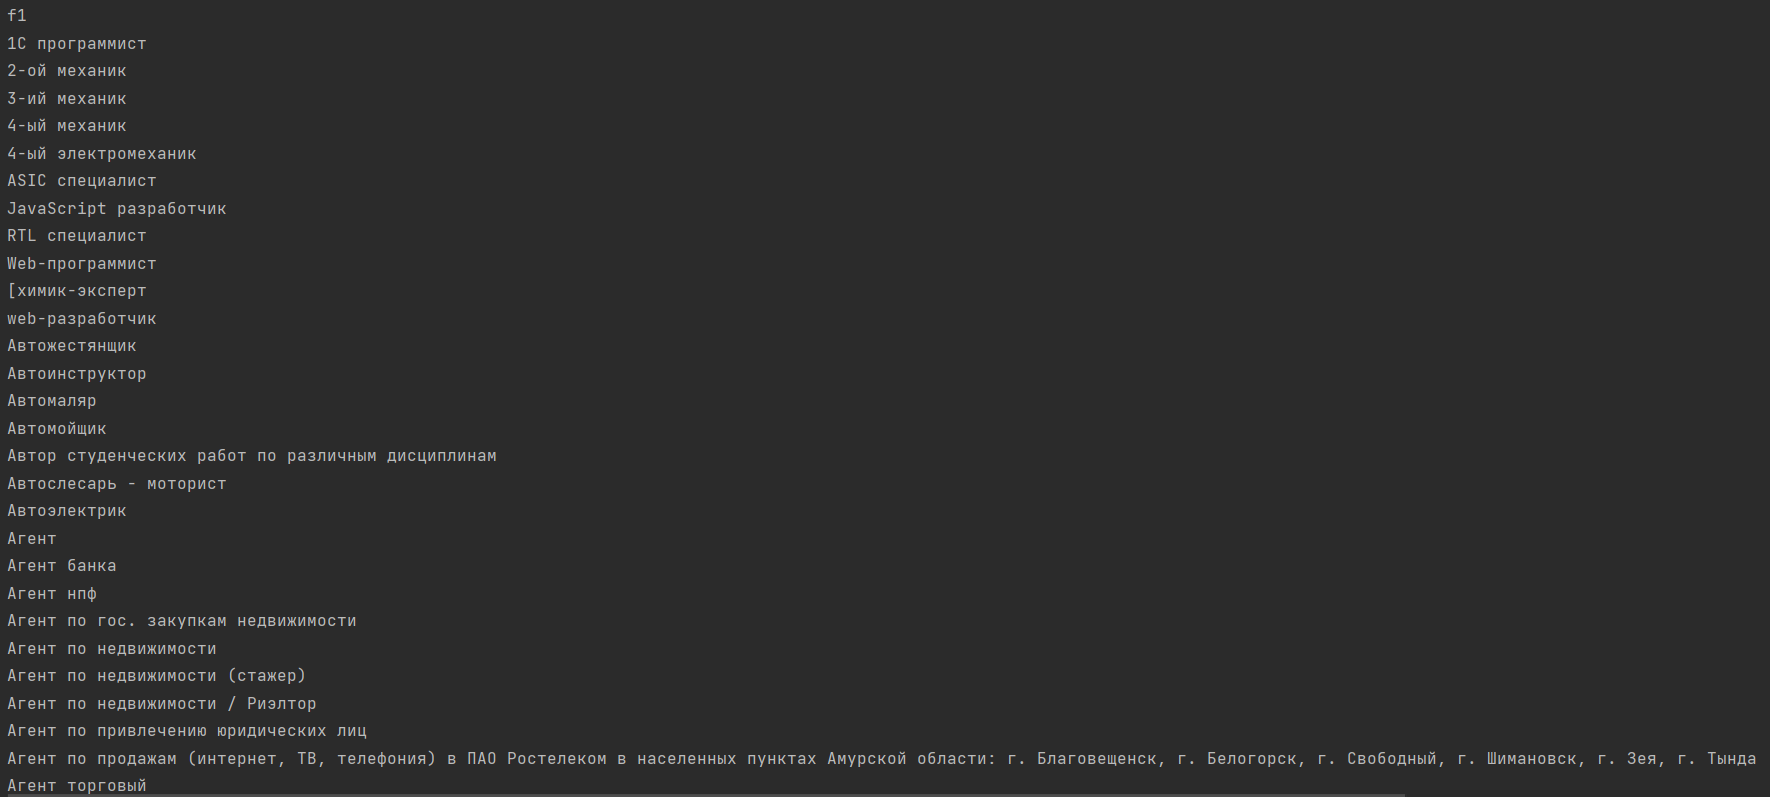 f1
1C программист
2-ой механик
3-ий механик
4-ый механик
4-ый электромеханик
ASIC специалист
JavaScript разработчик
RTL специалист
Web-программист
[химик-эксперт
web-разработчик
Автожестянщик
Автоинструктор
Автомаляр
Автомойщик
Автор студенческих работ по различным дисциплинам
Автослесарь - моторист
Автоэлектрик
Агент
Агент банка
Агент нпф
Агент по гос. закупкам недвижимости
Агент по недвижимости
Агент по недвижимости (стажер)
Агент по недвижимости / Риэлтор
Агент по привлечению юридических лиц
Агент по продажам (интернет, ТВ, телефония) в ПАО Ростелеком в населенных пунктах Амурской области: г. Благовещенск, г. Белогорск, г. Свободный, г. Шимановск, г. Зея, г. Тында
Агент торговый